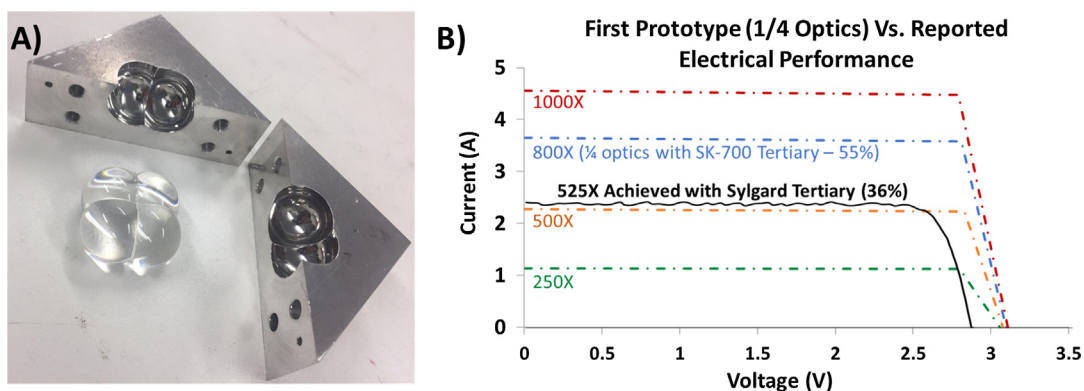 A)
B)
First Prototype (1/4 Optics) Vs. Reported
Electrical Performance
Current (A)
5
4
3
2
1
0
1000X
800X (¼ optics with SK-700 Tertiary – 55%)
525X Achieved with Sylgard Tertiary (36%)
500X
250X
0
0.5
1
1.5
2
2.5
3
3.5
Voltage (V)